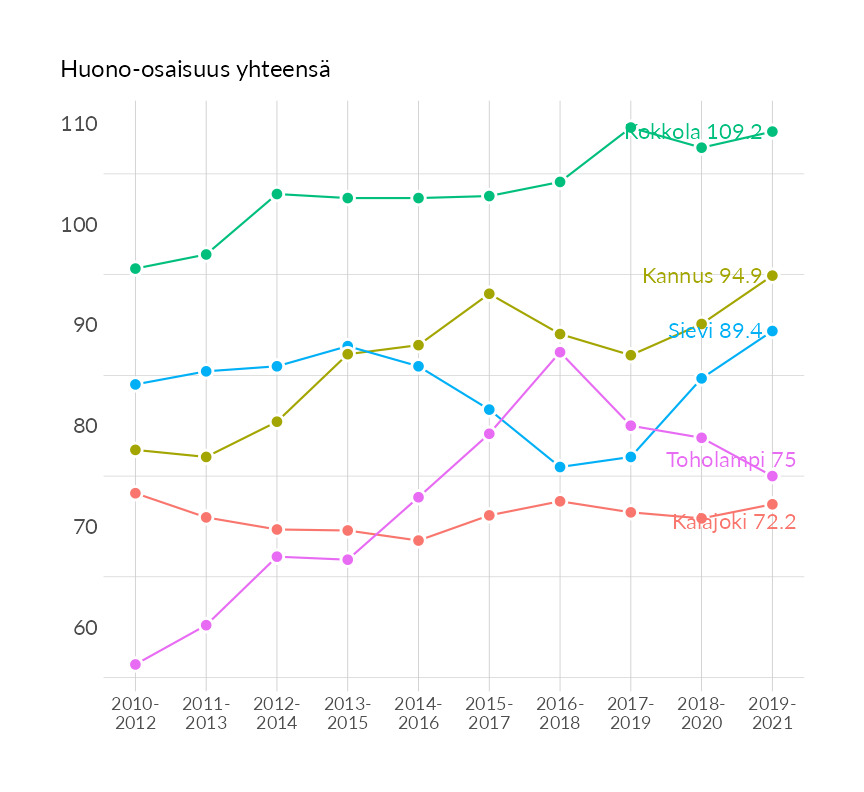 Huono-osaisuus yhteensä
110
100
90
80
70
60
Kokkola 109.2
Kannus 94.9
Sievi 89.4
Toholampi 75
Kalajoki 72.2
2010- 2011- 2012- 2013- 2014- 2015- 2016- 2017- 2018- 2019-
2012 2013 2014 2015 2016 2017 2018 2019 2020 2021